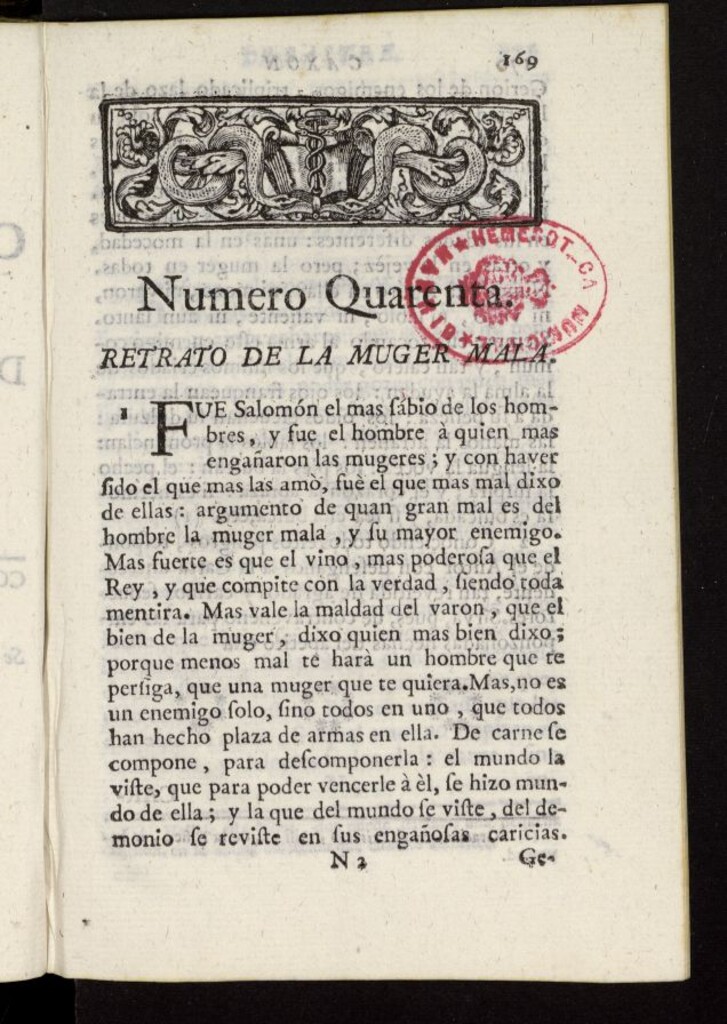 169
HEMEROT_CA MUNICIPAL
MADRID
Numero Quarenta.
RETRATO DE LA MUGER MALA.
1 FUE Salomón el mas ſábio de los hom-
bres, y fue el hombre à quien mas
engañaron las mugeres; y con haver
ſido el que mas las amò, fuè el que mas mal dixo
de ellas: argumento de quan gran mal es del
hombre la muger mala, y ſu mayor enemigo.
Mas fuerte es que el vino, mas poderoſa que el
Rey, y que compite con la verdad, ſiendo toda
mentira. Mas vale la maldad del varon, que el
bien de la muger, dixo quien mas bien dixo;
porque menos mal te harà un hombre que te
perſiga, que una muger que te quiera. Mas, no es
un enemigo ſolo, ſino todos en uno, que todos
han hecho plaza de armas en ella. De carne ſe
compone, para deſcomponerla: el mundo la
viſte, que para poder vencerle à èl, ſe hizo mun-
do de ella; y la que del mundo ſe viſte, del de-
monio ſe reviſte en ſus engañoſas caricias.
N 2 Ge-